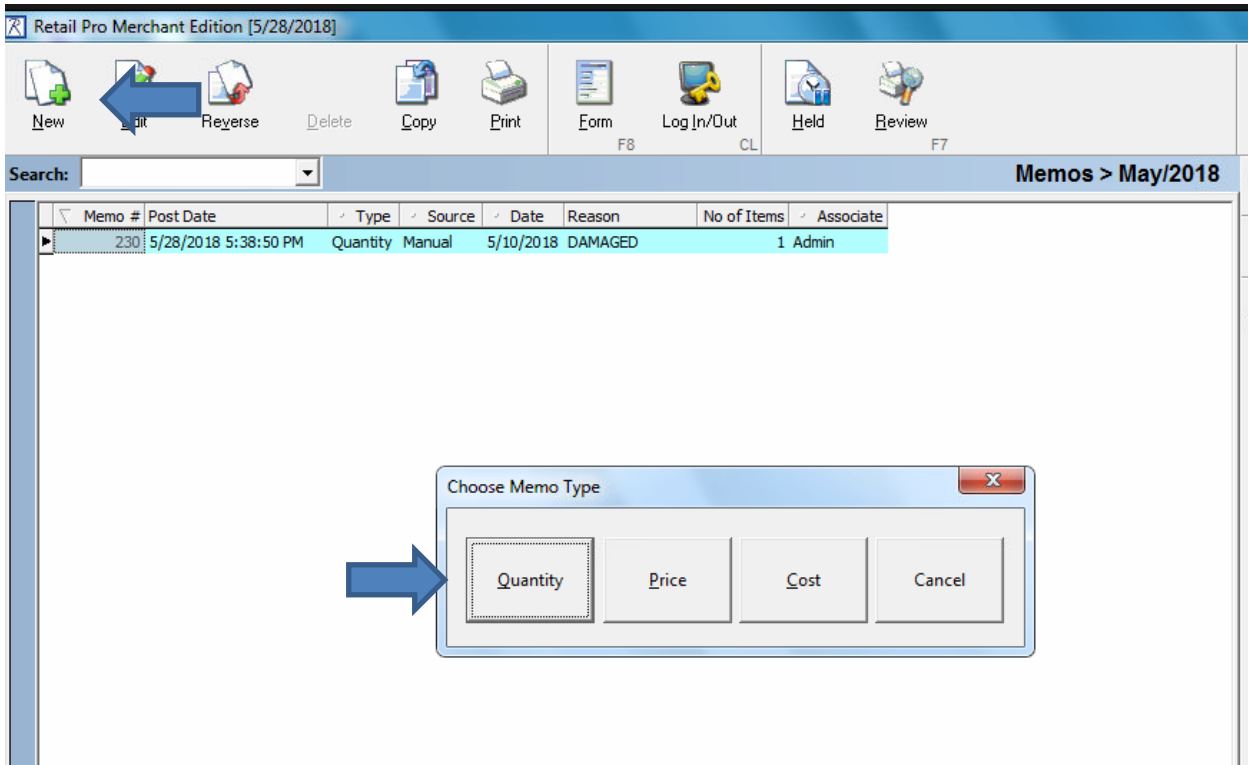 Retail Pro Merchant Edition [5/28/2018]
New Edit Reverse Delete Copy Print Form Log In/Out Held Review
F8 CL F7
Search: Memos > May/2018
Memo # Post Date Type Source Date Reason No of Items Associate
230 5/28/2018 5:38:50 PM Quantity Manual 5/10/2018 DAMAGED 1 Admin
Choose Memo Type
Quantity Price Cost Cancel